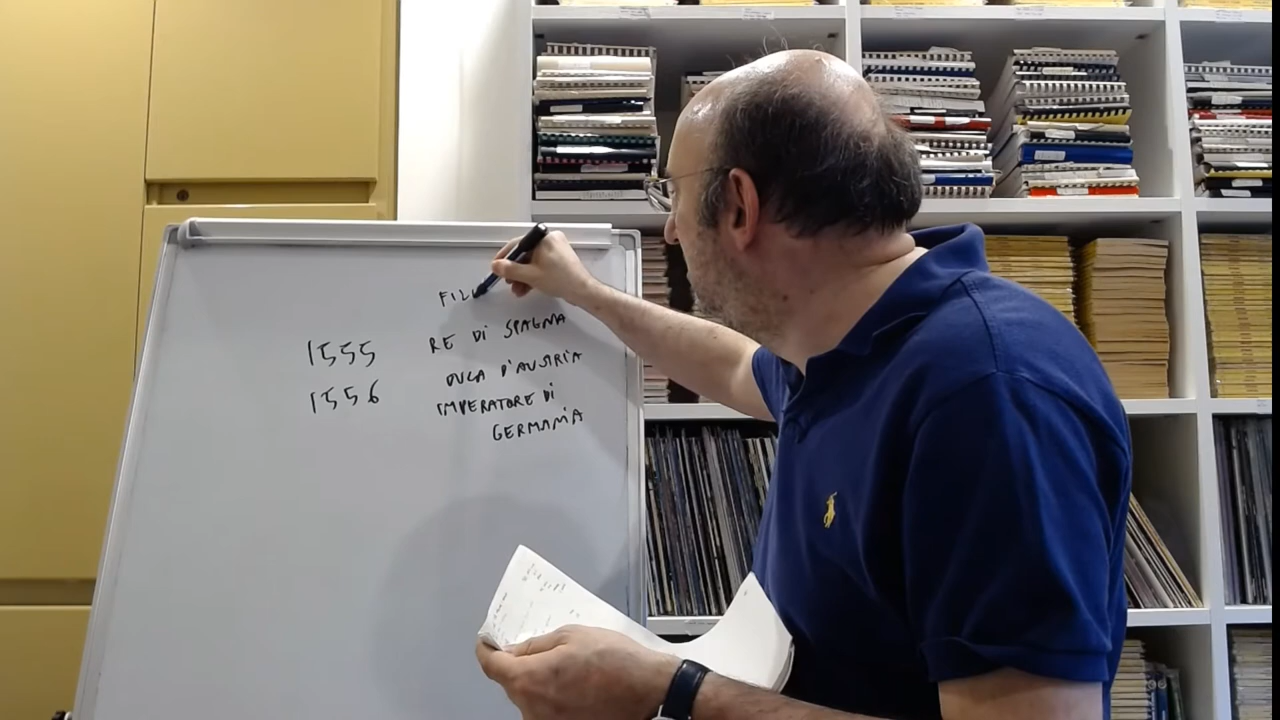 FIL
1555 RE DI SPAGNA
DUCA D'AUSTRIA
1556 IMPERATORE DI
GERMANIA